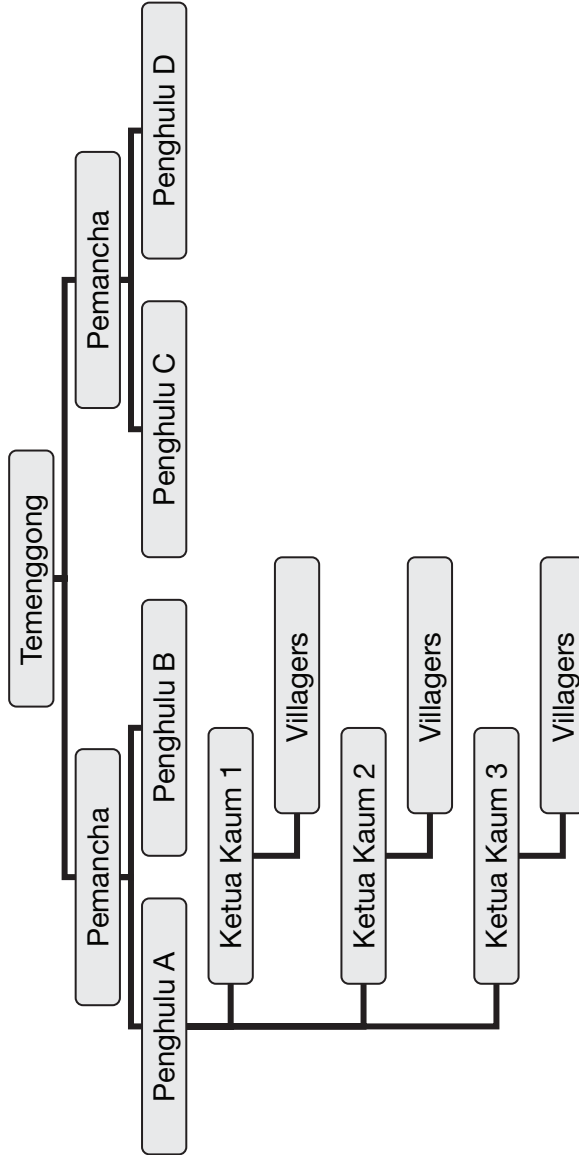 Temenggong
Pemancha
Pemancha
Penghulu A
Penghulu B
Penghulu C
Penghulu D
Ketua Kaum 1
Villagers
Ketua Kaum 2
Villagers
Ketua Kaum 3
Villagers